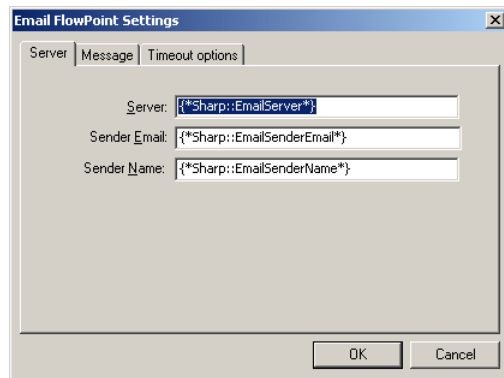 Email FlowPoint Settings
Server Message Timeout options
Server: {*Sharp::EmailServer*}
Sender Email: {*Sharp::EmailSenderEmail*}
Sender Name: {*Sharp::EmailSenderName*}
OK Cancel